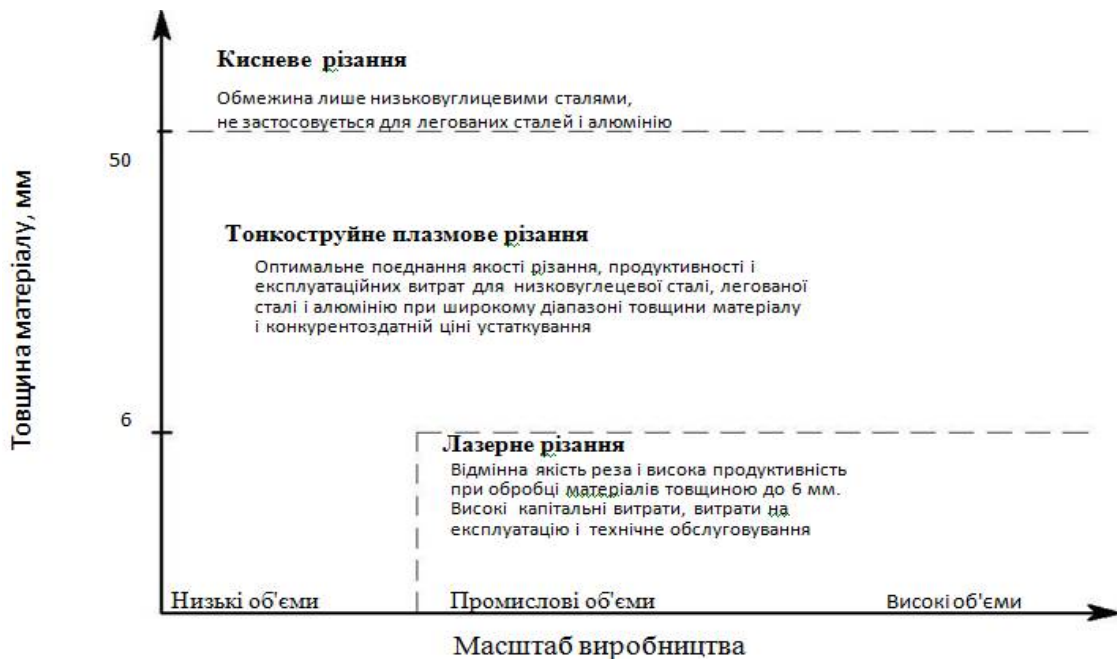 Кисневе різання
Обмежина лише низьковуглицевими сталями,
не застосовується для легованих сталей і алюмінію
50
Товщина матеріалу, мм
Тонкоструйне плазмове різання
Оптимальне поєднання якості різання, продуктивності і
експлуатаційних витрат для низковуглецевої сталі, легованої
сталі і алюмінію при широкому діапазоні товщини матеріалу
і конкурентоздатній ціні устаткування
6
Лазерне різання
Відмінна якість реза і висока продуктивність
при обробці матеріалів товщиною до 6 мм.
Високі капітальні витрати, витрати на
експлуатацію і технічне обслуговування
Низькі об'єми Промислові об'єми Високі об'єми
Масштаб виробництва